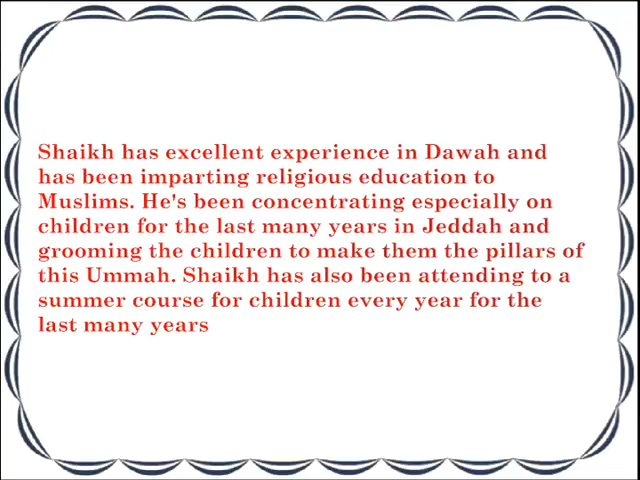 Shaikh has excellent experience in Dawah and
has been imparting religious education to
Muslims. He's been concentrating especially on
children for the last many years in Jeddah and
grooming the children to make them the pillars of
this Ummah. Shaikh has also been attending to a
summer course for children every year for the
last many years